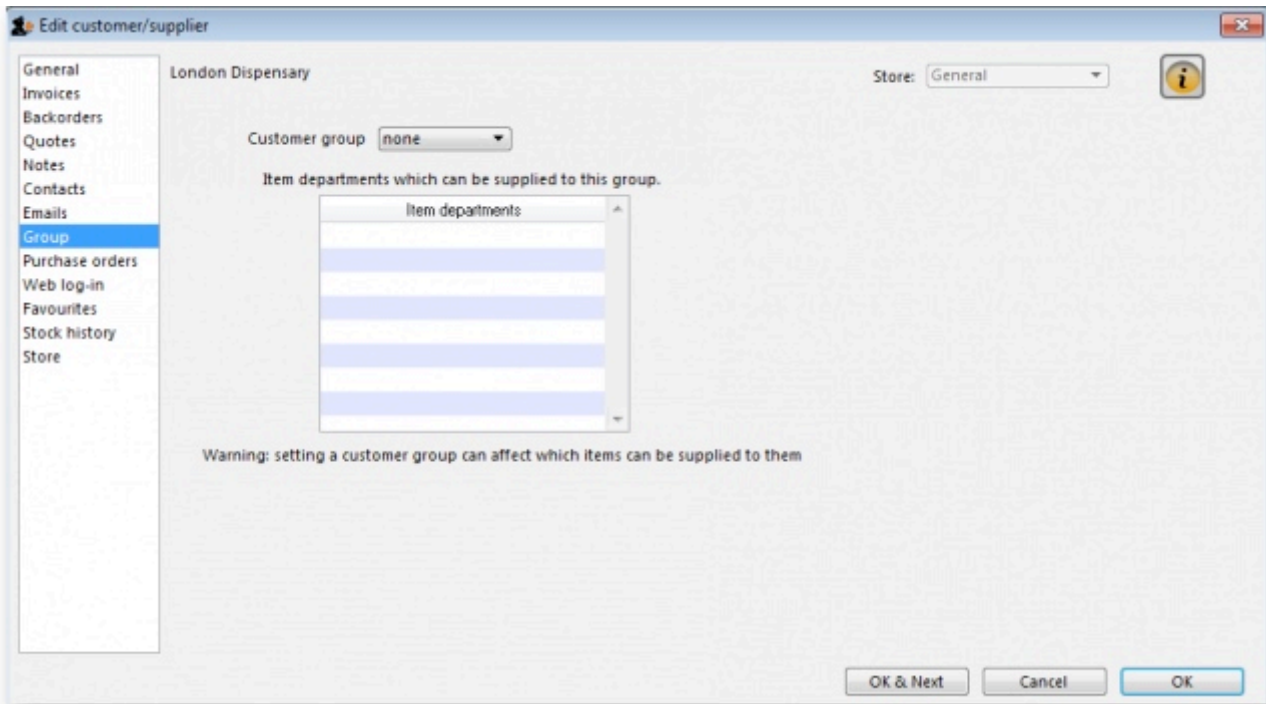 Edit customer/supplier
General
Invoices
Backorders
Quotes
Notes
Contacts
Emails
Group
Purchase orders
Web log-in
Favourites
Stock history
Store
London Dispensary
Store: General
i
Customer group none
Item departments which can be supplied to this group.
Item departments
Warning: setting a customer group can affect which items can be supplied to them
OK & Next Cancel OK